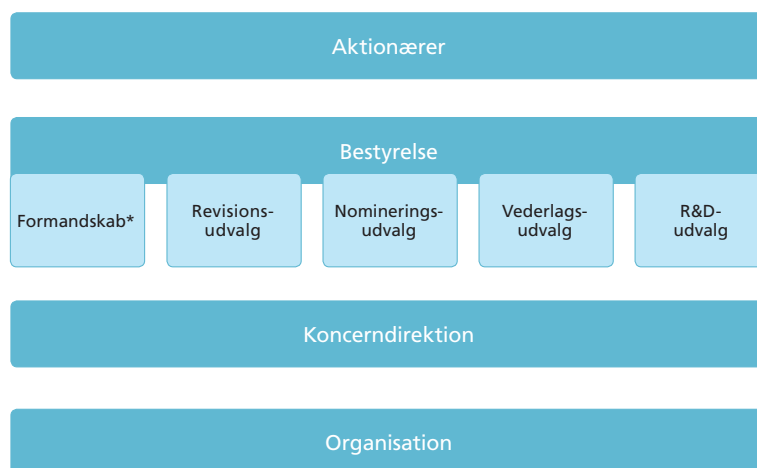 Aktionærer
Bestyrelse
Formandskab*
Revisions-
udvalg
Nominerings-
udvalg
Vederlags-
udvalg
R&D-
udvalg
Koncerndirektion
Organisation